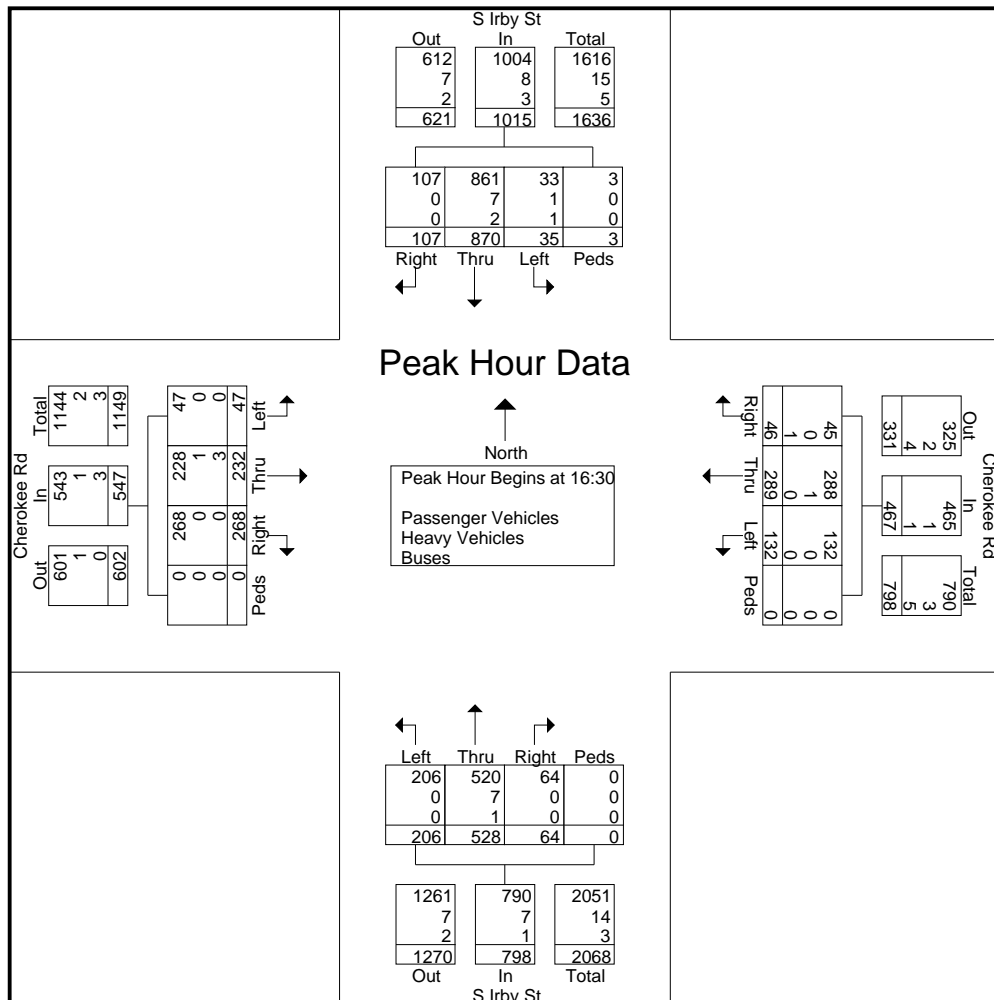 S Irby St
Out In Total
612 1004 1616
7 8 15
2 3 5
621 1015 1636
107 861 33 3
0 7 1 0
0 2 1 0
107 870 35 3
Right Thru Left Peds
Peak Hour Data
North
Peak Hour Begins at 16:30
Passenger Vehicles
Heavy Vehicles
Buses
Cherokee Rd
Total In Out
1144 543 601
2 1 1
3 3 0
1149 547 602
47 228 268 0
0 1 0 0
0 3 0 0
47 232 268 0
Left Thru Right Peds
Right Thru Left Peds
45 288 132 0
0 1 0 0
1 0 0 0
46 289 132 0
Cherokee Rd
Out In Total
325 465 790
2 1 3
4 1 5
331 467 798
Left Thru Right Peds
206 520 64 0
0 7 0 0
0 1 0 0
206 528 64 0
1261 790 2051
7 7 14
2 1 3
1270 798 2068
Out In Total
S Irby St